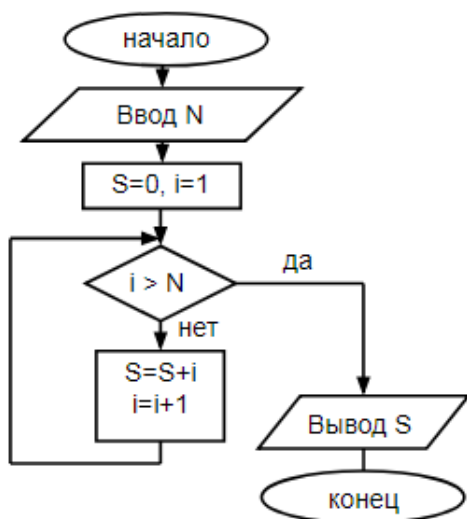 начало
Ввод N
S=0, i=1
i > N
да
нет
S=S+i
i=i+1
Вывод S
конец